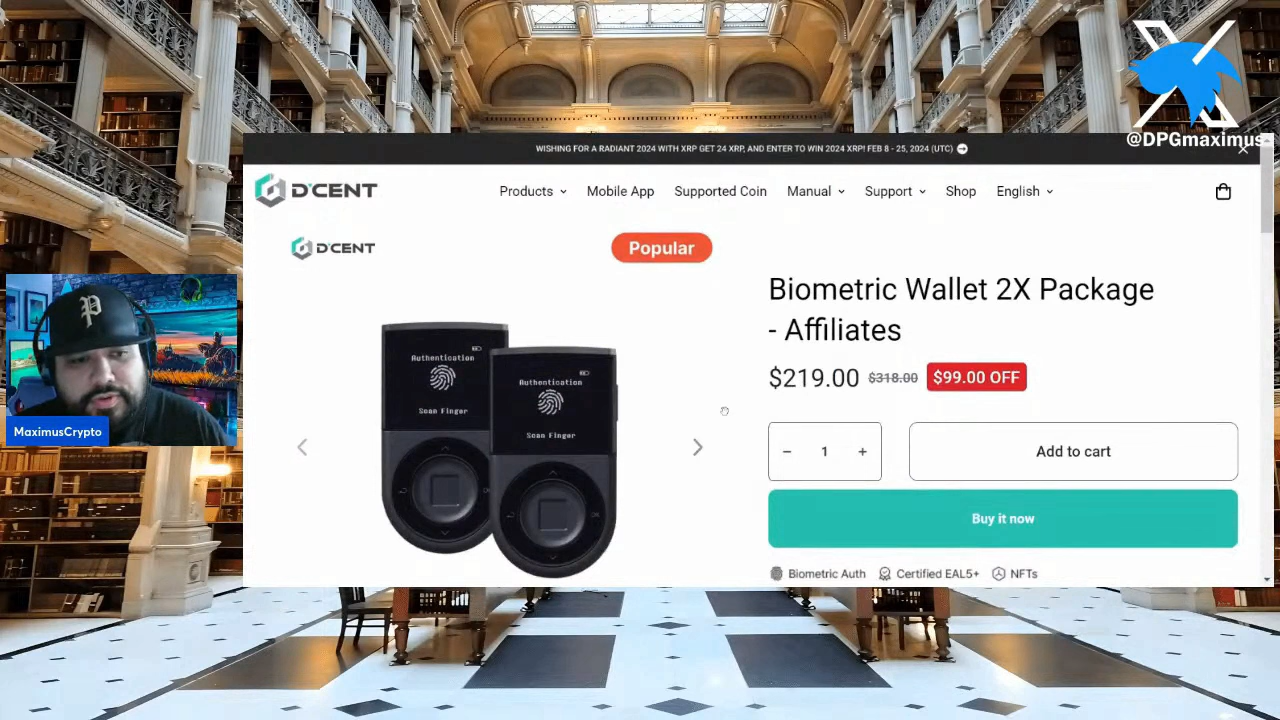 @DPGmaximus
WISHING FOR A RADIANT 2024 WITH XRP GET 24 XRP, AND ENTER TO WIN 2024 XRP! FEB 8 - 25, 2024 (UTC)
D'CENT
Products
Mobile App
Supported Coin
Manual
Support
Shop
English
D'CENT
Popular
Biometric Wallet 2X Package
- Affiliates
$219.00 $318.00 $99.00 OFF
Authentication
Scan Finger
Authentication
Scan Finger
OK
− 1 +
Add to cart
Buy it now
Biometric Auth
Certified EAL5+
NFTs
P
MaximusCrypto